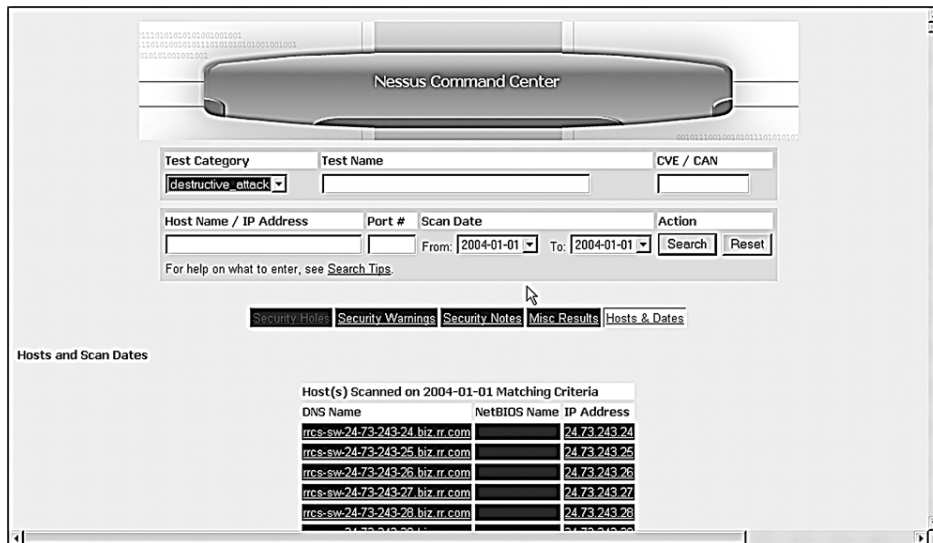 Nessus Command Center
Test Category Test Name CVE / CAN
destructive_attack
Host Name / IP Address Port # Scan Date Action
From: 2004-01-01 To: 2004-01-01 Search Reset
For help on what to enter, see Search Tips.
Security Holes Security Warnings Security Notes Misc Results Hosts & Dates
Hosts and Scan Dates
Host(s) Scanned on 2004-01-01 Matching Criteria
DNS Name NetBIOS Name IP Address
rrcs-sw-24-73-243-24.biz.rr.com 24.73.243.24
rrcs-sw-24-73-243-25.biz.rr.com 24.73.243.25
rrcs-sw-24-73-243-26.biz.rr.com 24.73.243.26
rrcs-sw-24-73-243-27.biz.rr.com 24.73.243.27
rrcs-sw-24-73-243-28.biz.rr.com 24.73.243.28